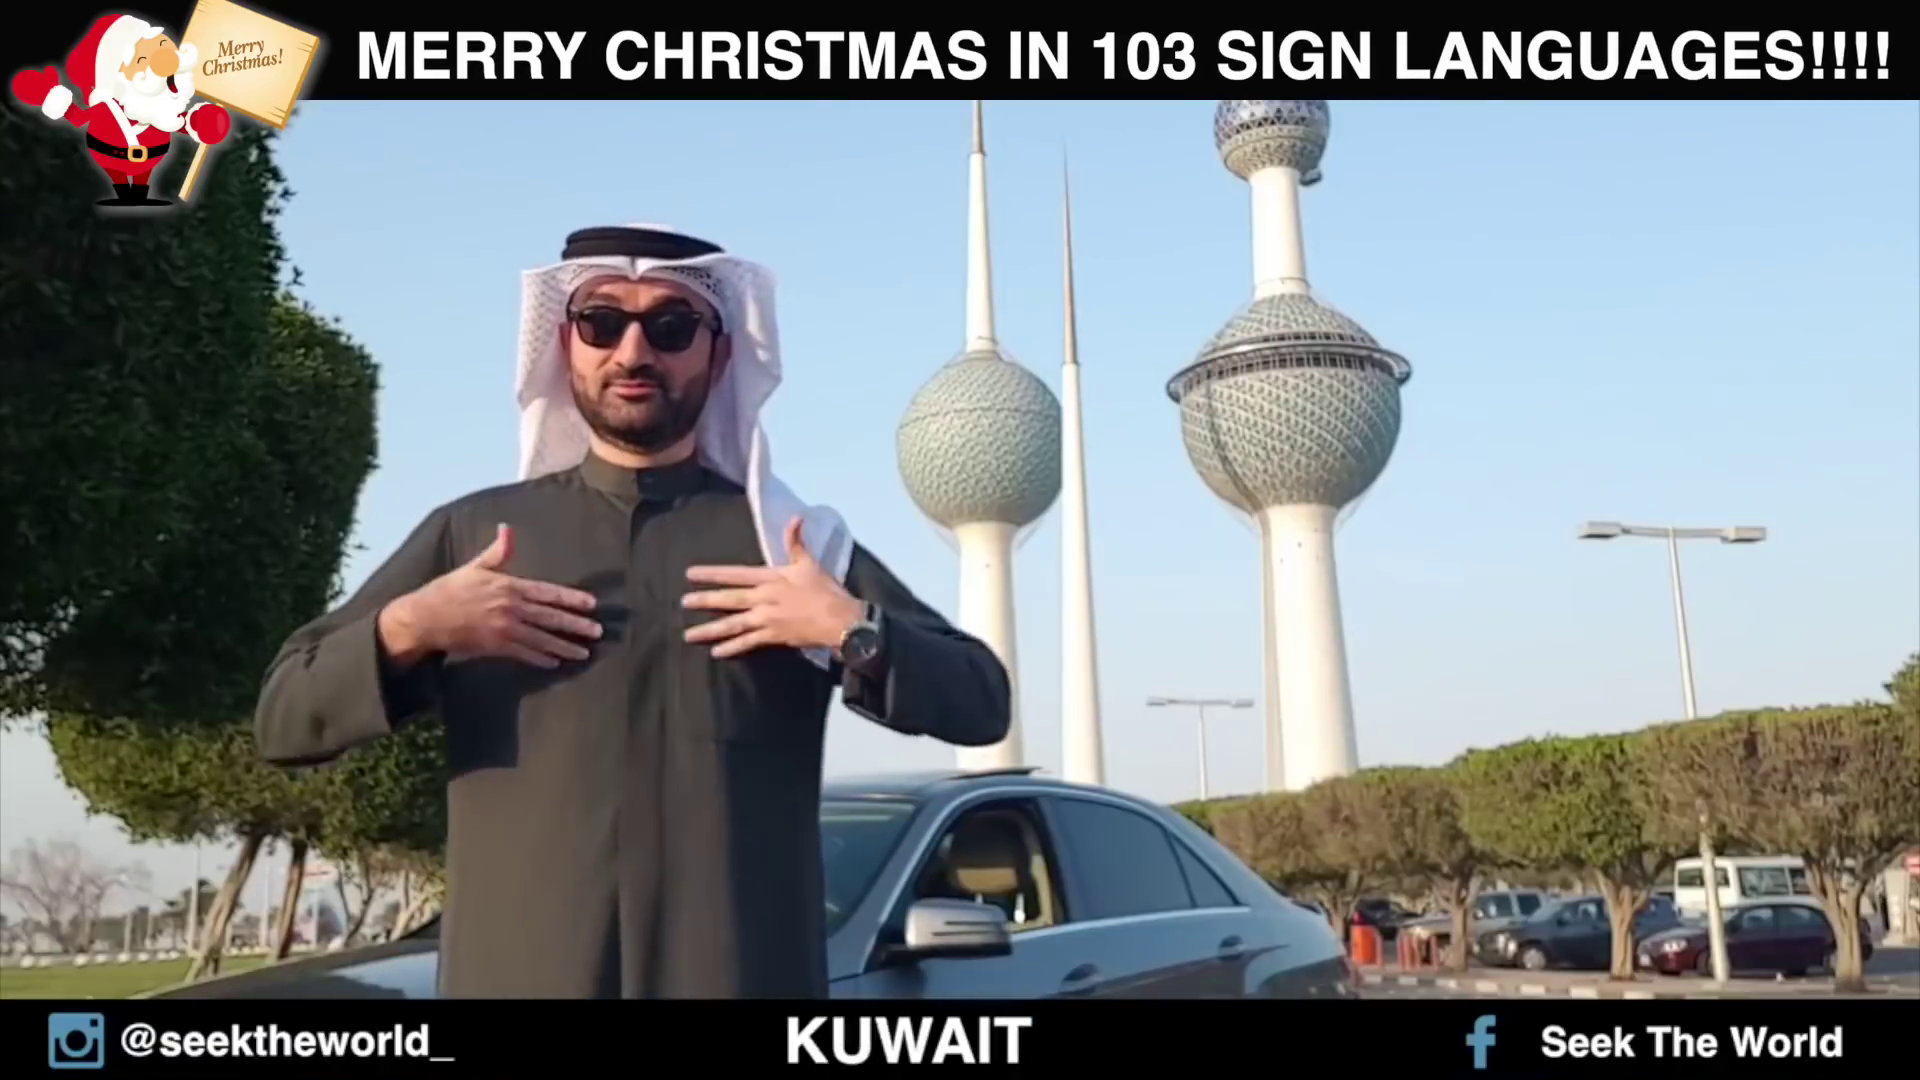 Merry
Christmas!
MERRY CHRISTMAS IN 103 SIGN LANGUAGES!!!!
@seektheworld_
KUWAIT
Seek The World